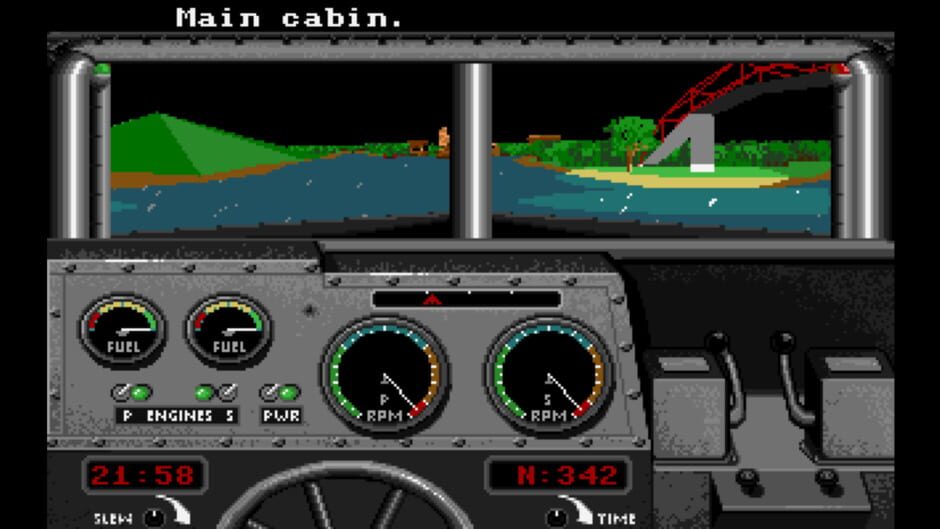 Main cabin.
FUEL FUEL
P RPM S RPM
P ENGINES S PWR
21:58 N:342
SLEW TIME